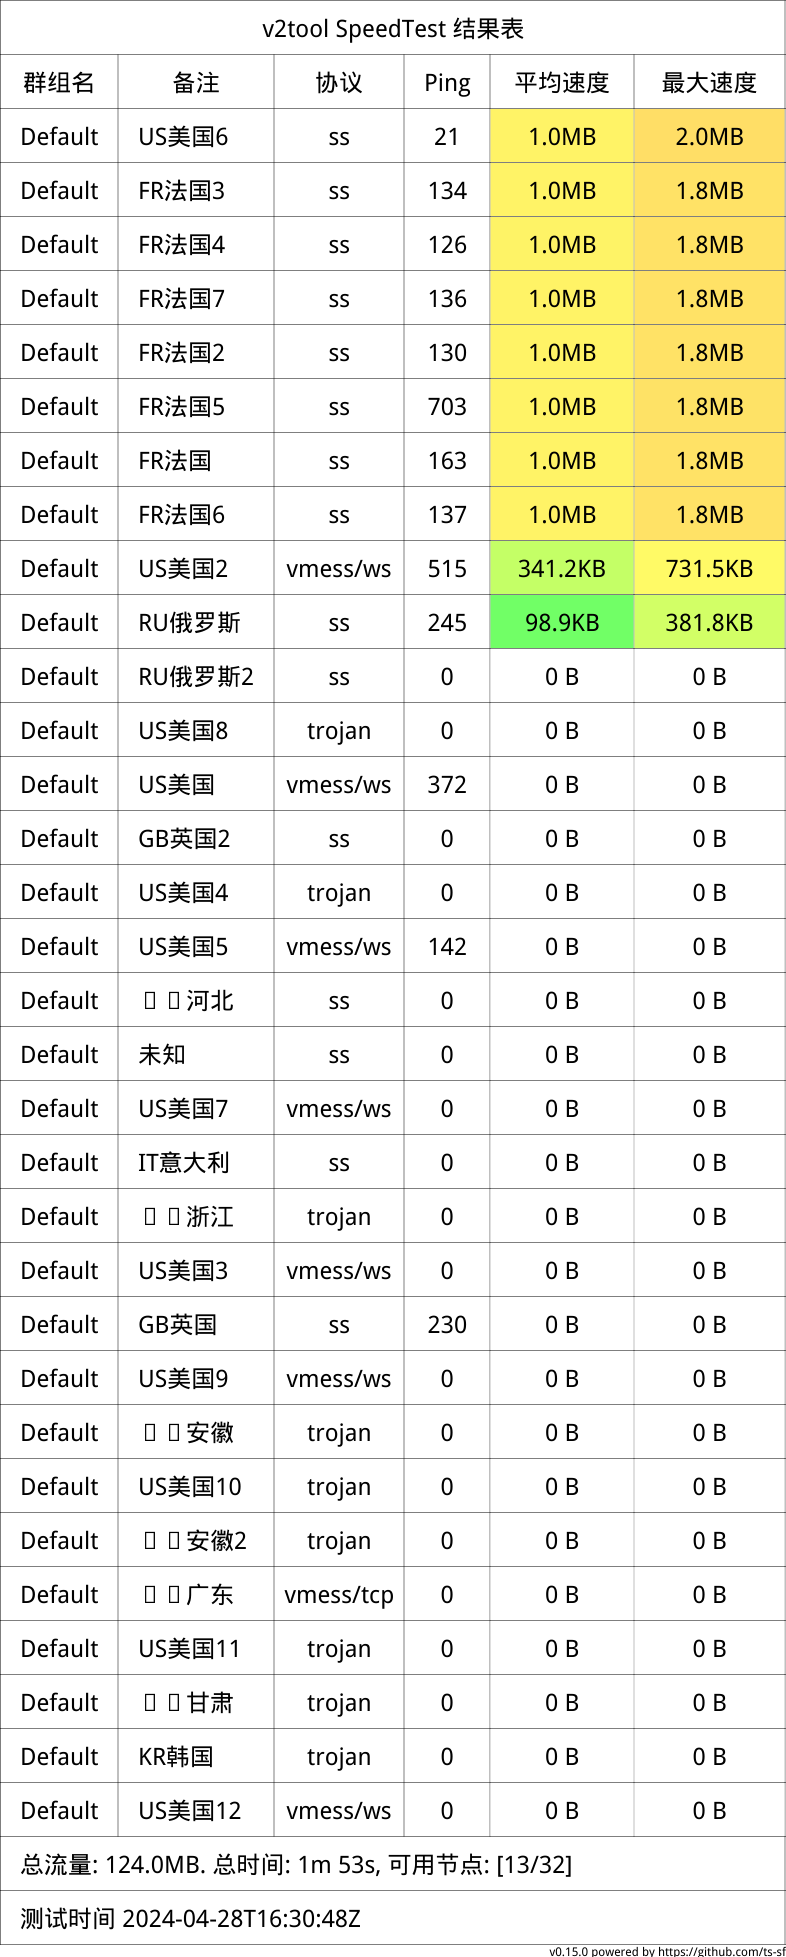 v2tool SpeedTest 结果表
群组名 备注 协议 Ping 平均速度 最大速度
Default US美国6 ss 21 1.0MB 2.0MB
Default FR法国3 ss 134 1.0MB 1.8MB
Default FR法国4 ss 126 1.0MB 1.8MB
Default FR法国7 ss 136 1.0MB 1.8MB
Default FR法国2 ss 130 1.0MB 1.8MB
Default FR法国5 ss 703 1.0MB 1.8MB
Default FR法国 ss 163 1.0MB 1.8MB
Default FR法国6 ss 137 1.0MB 1.8MB
Default US美国2 vmess/ws 515 341.2KB 731.5KB
Default RU俄罗斯 ss 245 98.9KB 381.8KB
Default RU俄罗斯2 ss 0 0 B 0 B
Default US美国8 trojan 0 0 B 0 B
Default US美国 vmess/ws 372 0 B 0 B
Default GB英国2 ss 0 0 B 0 B
Default US美国4 trojan 0 0 B 0 B
Default US美国5 vmess/ws 142 0 B 0 B
Default 河北 ss 0 0 B 0 B
Default 未知 ss 0 0 B 0 B
Default US美国7 vmess/ws 0 0 B 0 B
Default IT意大利 ss 0 0 B 0 B
Default 浙江 trojan 0 0 B 0 B
Default US美国3 vmess/ws 0 0 B 0 B
Default GB英国 ss 230 0 B 0 B
Default US美国9 vmess/ws 0 0 B 0 B
Default 安徽 trojan 0 0 B 0 B
Default US美国10 trojan 0 0 B 0 B
Default 安徽2 trojan 0 0 B 0 B
Default 广东 vmess/tcp 0 0 B 0 B
Default US美国11 trojan 0 0 B 0 B
Default 甘肃 trojan 0 0 B 0 B
Default KR韩国 trojan 0 0 B 0 B
Default US美国12 vmess/ws 0 0 B 0 B
总流量: 124.0MB. 总时间: 1m 53s, 可用节点: [13/32]
测试时间 2024-04-28T16:30:48Z
v0.15.0 powered by https://github.com/ts-sf